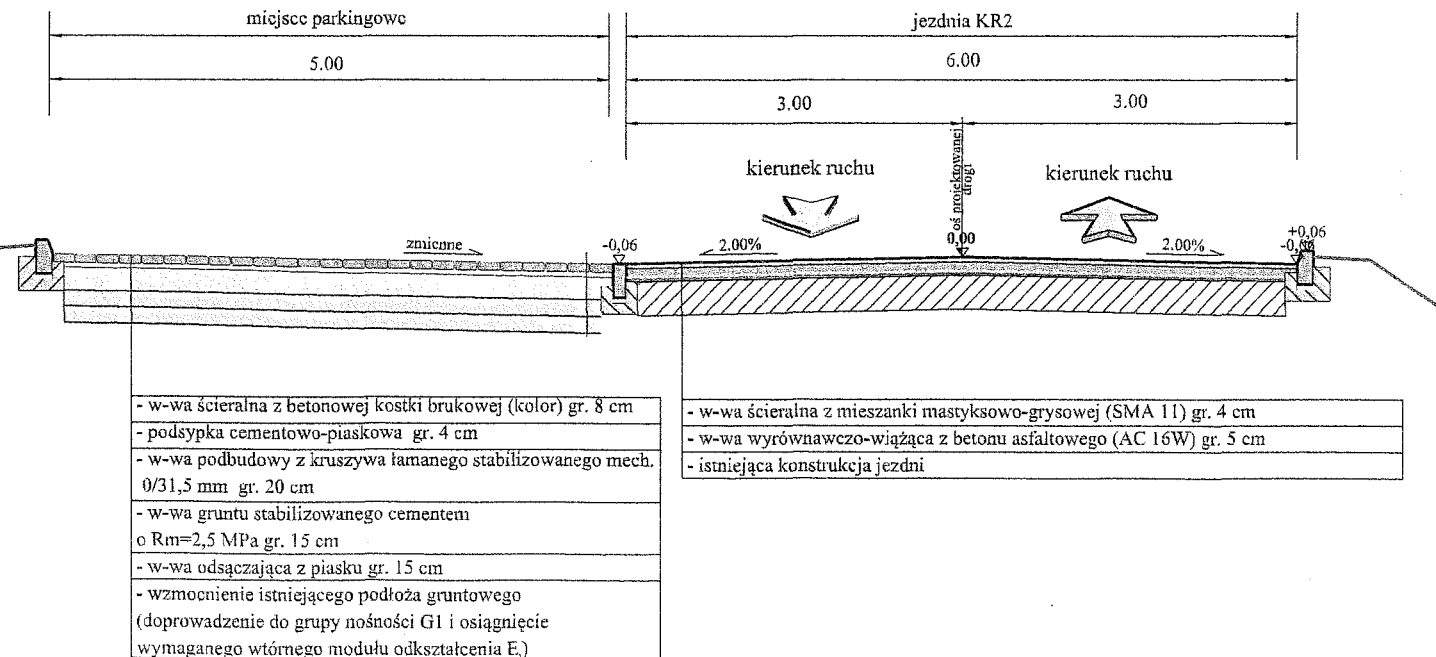 miejsce parkingowe
jezdnia KR2
5.00
6.00
3.00
3.00
kierunek ruchu
oś projektowanej
drogi
kierunek ruchu
zmienne
-0,06
2.00%
0,00
2.00%
+0,06
-0,06
- w-wa ścieralna z betonowej kostki brukowej (kolor) gr. 8 cm
- podsypka cementowo-piaskowa gr. 4 cm
- w-wa podbudowy z kruszywa łamanego stabilizowanego mech.
0/31,5 mm gr. 20 cm
- w-wa gruntu stabilizowanego cementem
o Rm=2,5 MPa gr. 15 cm
- w-wa odsączająca z piasku gr. 15 cm
- wzmocnienie istniejącego podłoża gruntowego
(doprowadzenie do grupy nośności G1 i osiągnięcie
wymaganego wtórnego modułu odkształcenia E,)
- w-wa ścieralna z mieszanki mastyksowo-grysowej (SMA 11) gr. 4 cm
- w-wa wyrównawczo-wiążąca z betonu asfaltowego (AC 16W) gr. 5 cm
- istniejąca konstrukcja jezdni